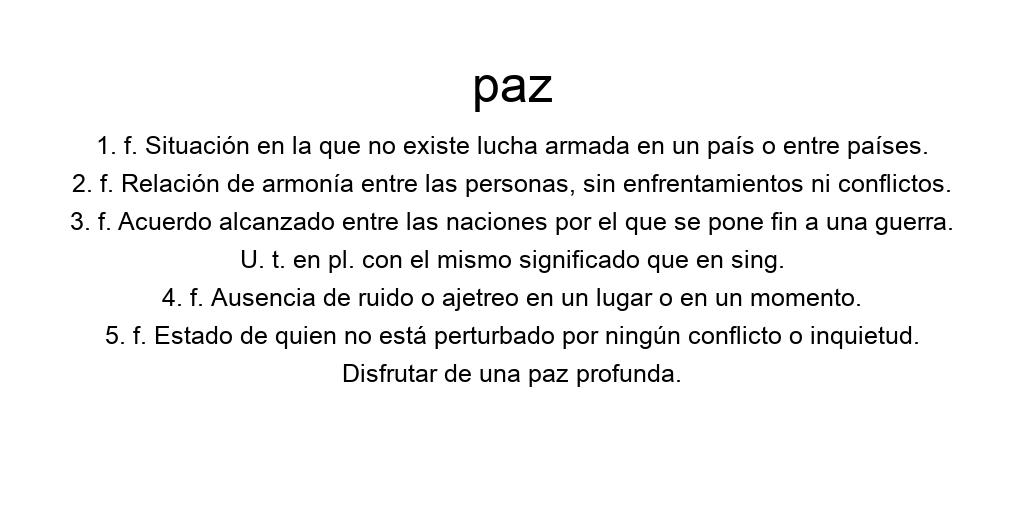 paz
1. f. Situación en la que no existe lucha armada en un país o entre países.
2. f. Relación de armonía entre las personas, sin enfrentamientos ni conflictos.
3. f. Acuerdo alcanzado entre las naciones por el que se pone fin a una guerra.
U. t. en pl. con el mismo significado que en sing.
4. f. Ausencia de ruido o ajetreo en un lugar o en un momento.
5. f. Estado de quien no está perturbado por ningún conflicto o inquietud.
Disfrutar de una paz profunda.